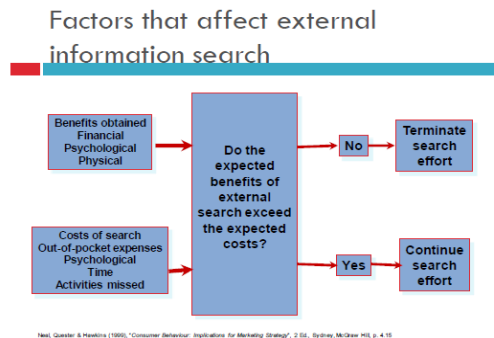 Factors that affect external
information search
Benefits obtained
Financial
Psychological
Physical
Costs of search
Out-of-pocket expenses
Psychological
Time
Activities missed
Do the
expected
benefits of
external
search exceed
the expected
costs?
No
Terminate
search
effort
Yes
Continue
search
effort
Neal, Quester & Hawkins (1999), "Consumer Behaviour: Implications for Marketing Strategy", 2 Ed., Sydney, McGraw Hill, p. 4.15